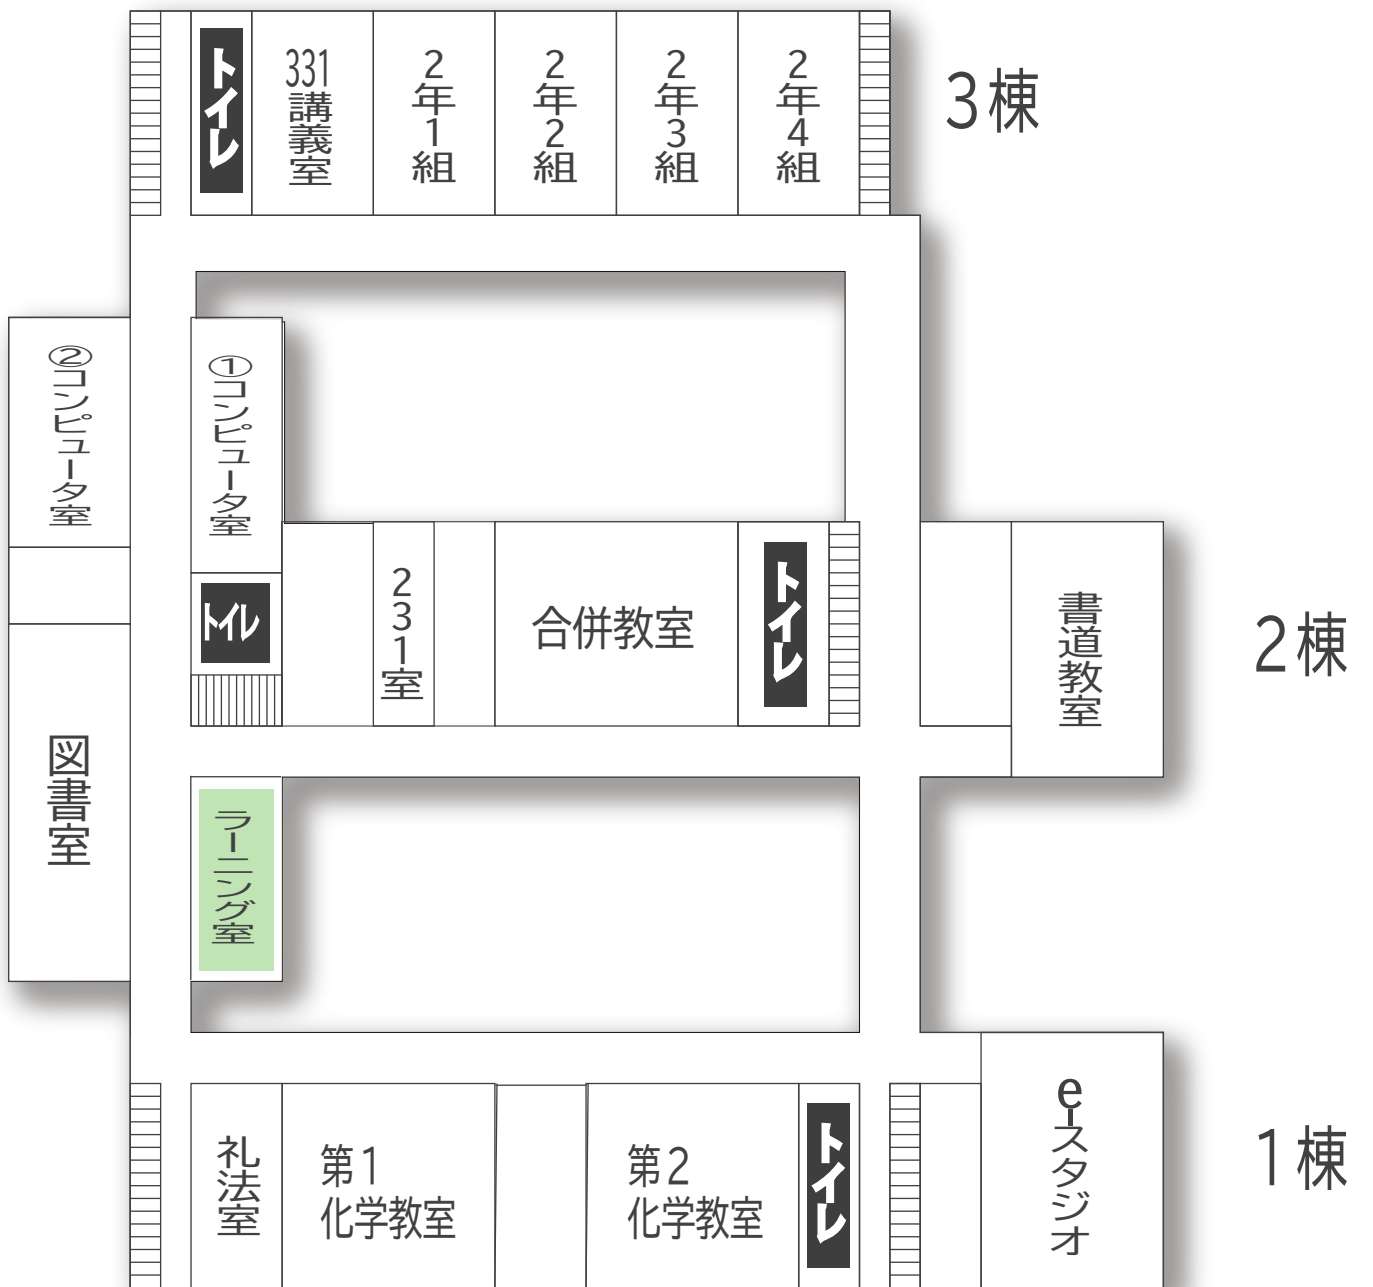 トイレ
331講義室
2年1組
2年2組
2年3組
2年4組
3棟
②コンピュータ室
①コンピュータ室
トイレ
231室
合併教室
トイレ
書道教室
2棟
図書室
ラーニング室
礼法室
第1
化学教室
第2
化学教室
トイレ
e-スタジオ
1棟